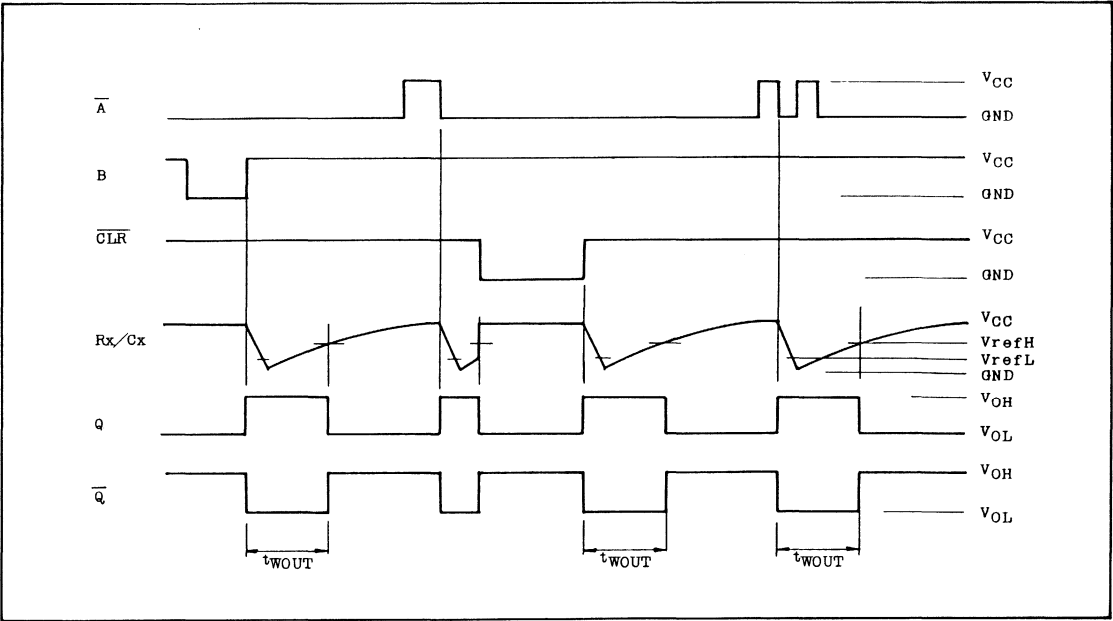 A̅ VCC
GND
B VCC
GND
C̅L̅R̅ VCC
GND
Rx/Cx VCC
VrefH
VrefL
GND
Q VOH
VOL
Q̅ VOH
VOL
tWOUT tWOUT tWOUT